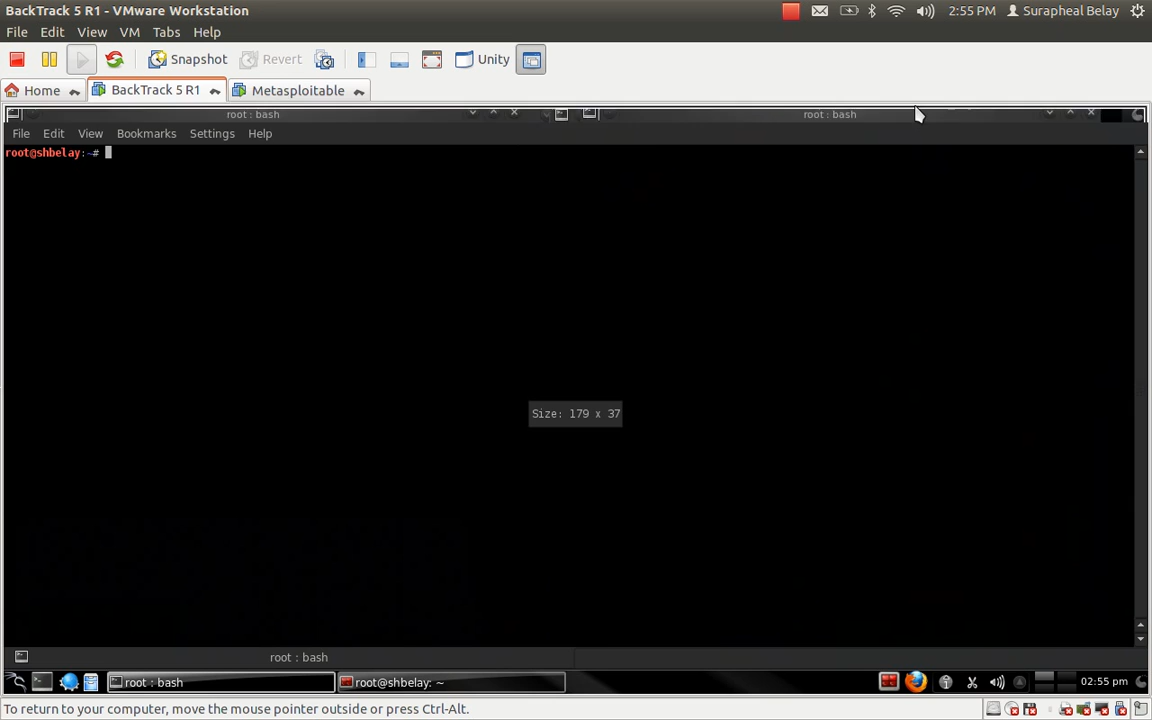 BackTrack 5 R1 - VMware Workstation
2:55 PM
Surapheal Belay
File Edit View VM Tabs Help
Snapshot Revert Unity
Home BackTrack 5 R1 Metasploitable
root : bash root : bash
File Edit View Bookmarks Settings Help
root@shbelay:~#
Size: 179 x 37
root : bash
root : bash root@shbelay: ~ 02:55 pm
To return to your computer, move the mouse pointer outside or press Ctrl-Alt.